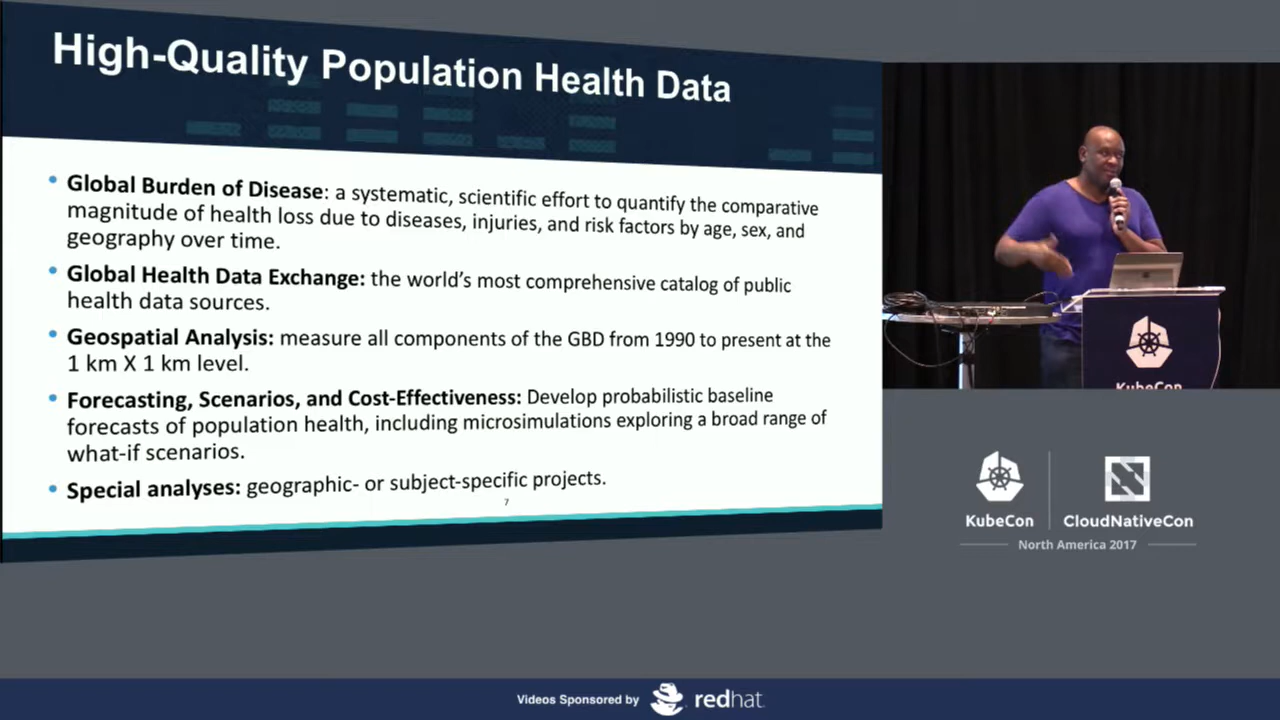 High-Quality Population Health Data
• Global Burden of Disease: a systematic, scientific effort to quantify the comparative
magnitude of health loss due to diseases, injuries, and risk factors by age, sex, and
geography over time.
• Global Health Data Exchange: the world's most comprehensive catalog of public
health data sources.
• Geospatial Analysis: measure all components of the GBD from 1990 to present at the
1 km X 1 km level.
• Forecasting, Scenarios, and Cost-Effectiveness: Develop probabilistic baseline
forecasts of population health, including microsimulations exploring a broad range of
what-if scenarios.
• Special analyses: geographic- or subject-specific projects.
7
KubeCon
KubeCon
CloudNativeCon
North America 2017
Videos Sponsored by
redhat